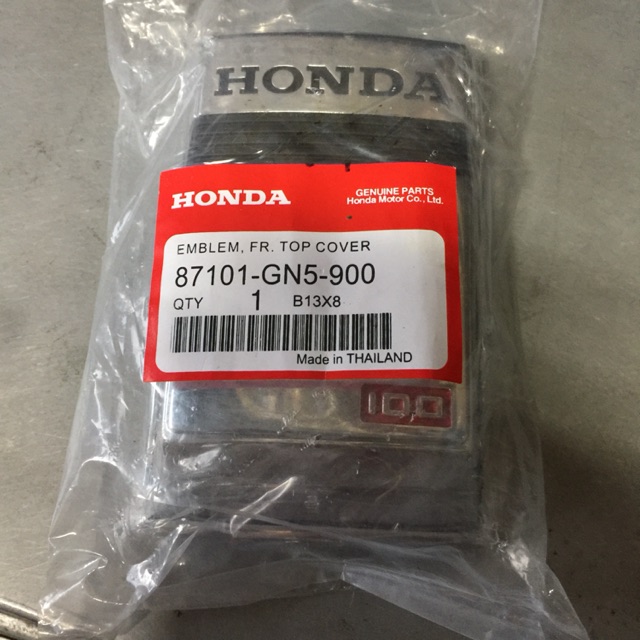 HONDA
HONDA
GENUINE PARTS
Honda Motor Co., Ltd.
EMBLEM, FR. TOP COVER
87101-GN5-900
QTY 1 B13X8
Made in THAILAND
100